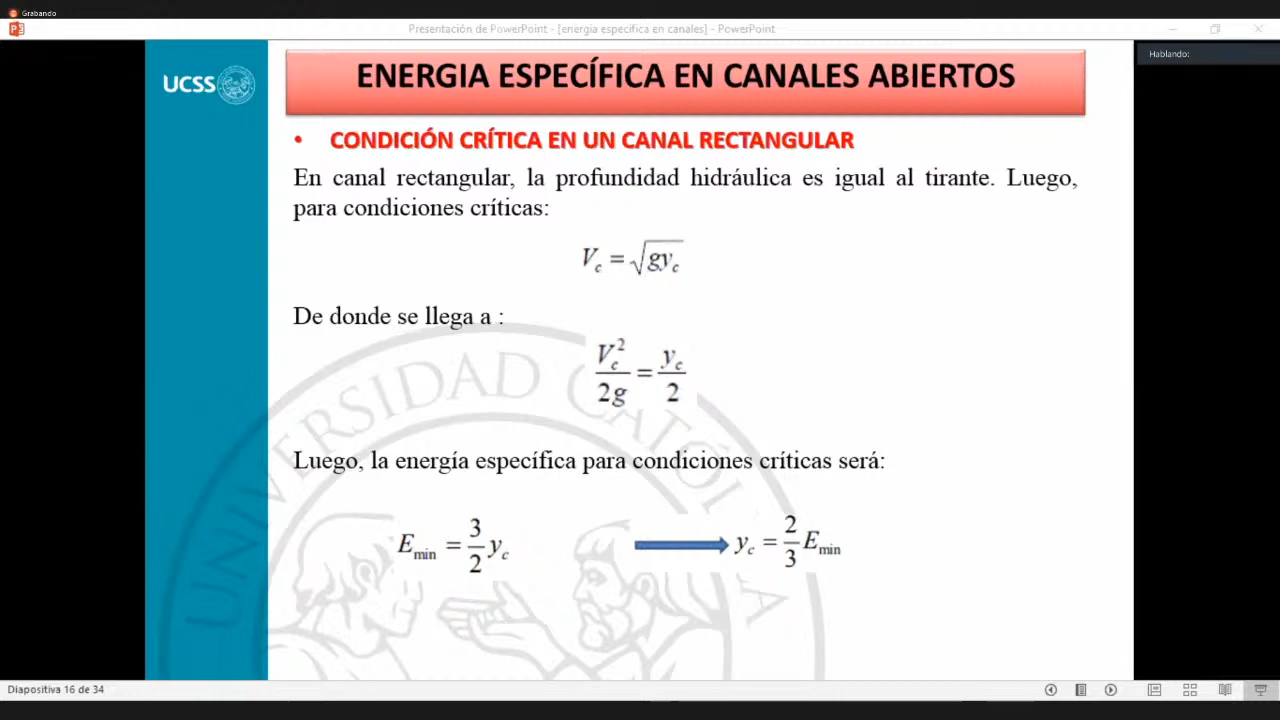 Grabando
Presentación de PowerPoint - [energia especifica en canales] - PowerPoint
Hablando:
UCSS
ENERGIA ESPECÍFICA EN CANALES ABIERTOS
• CONDICIÓN CRÍTICA EN UN CANAL RECTANGULAR
En canal rectangular, la profundidad hidráulica es igual al tirante. Luego,
para condiciones críticas:
V_c = √(gy_c)
De donde se llega a :
V_c²/2g = y_c/2
Luego, la energía específica para condiciones críticas será:
E_min = 3/2 y_c → y_c = 2/3 E_min
UNIVERSIDAD CATÓLICA
Diapositiva 16 de 34